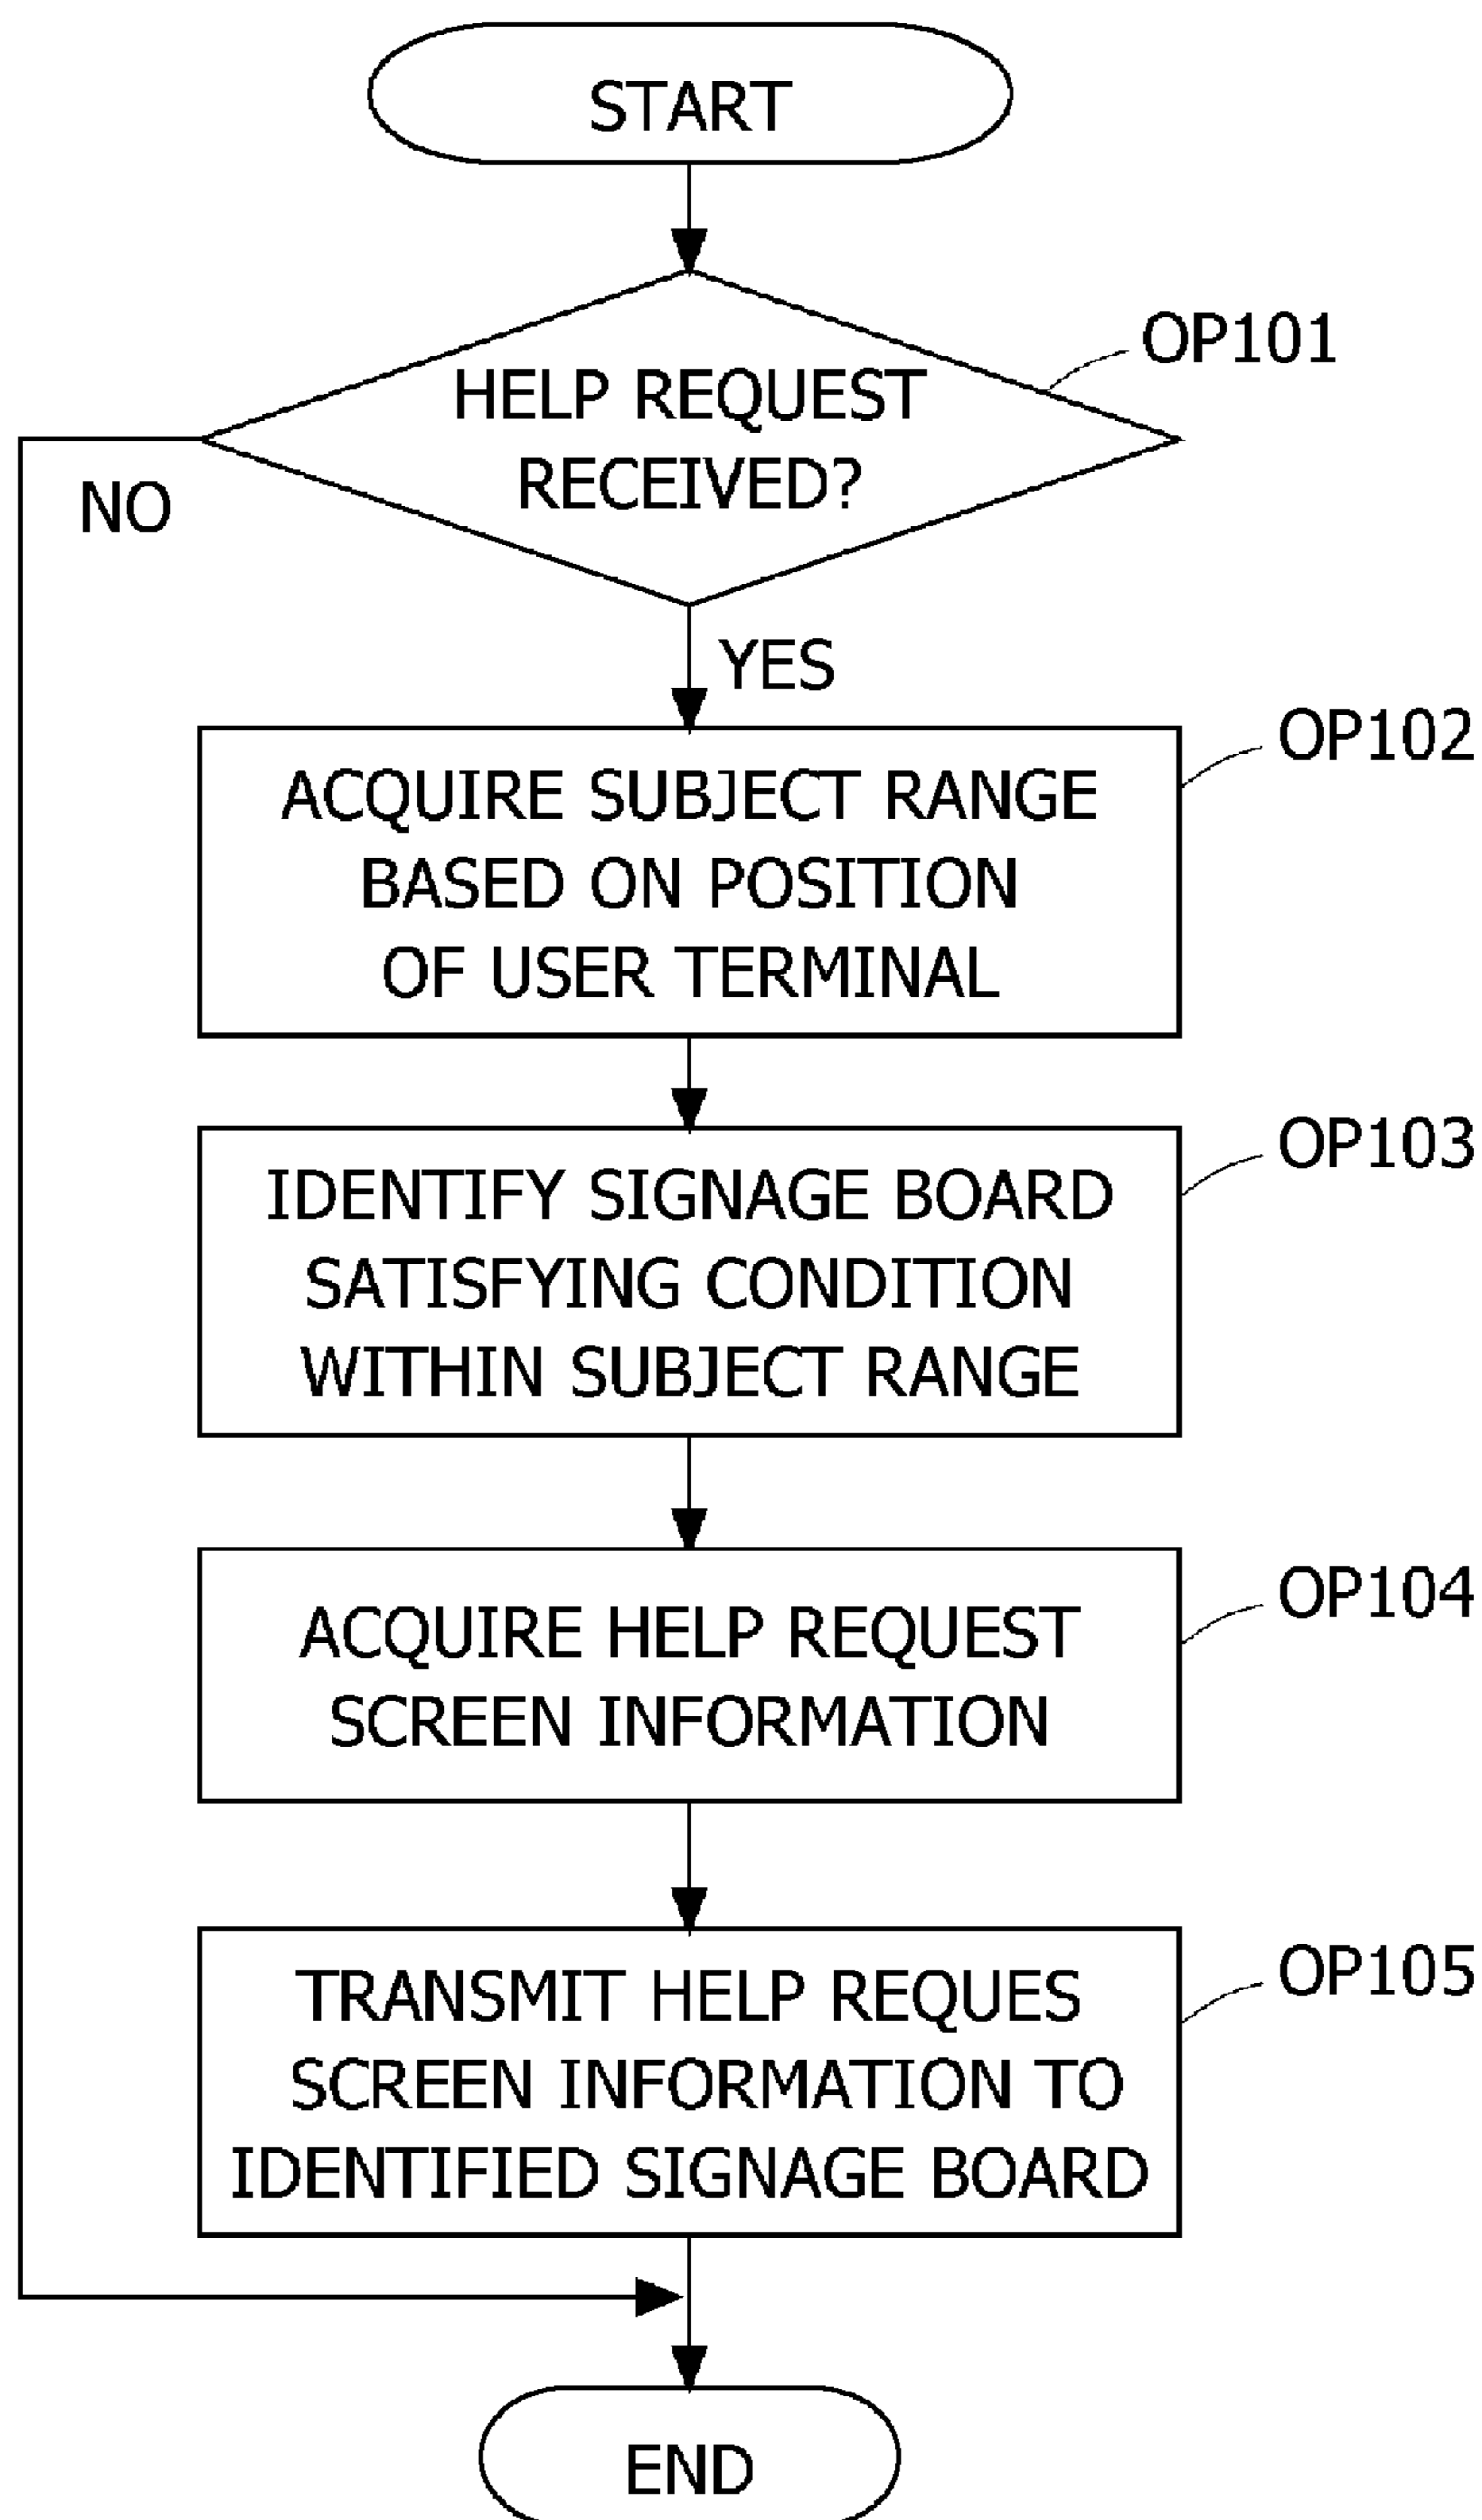 START
OP101
HELP REQUEST
RECEIVED?
NO
YES
OP102
ACQUIRE SUBJECT RANGE
BASED ON POSITION
OF USER TERMINAL
OP103
IDENTIFY SIGNAGE BOARD
SATISFYING CONDITION
WITHIN SUBJECT RANGE
OP104
ACQUIRE HELP REQUEST
SCREEN INFORMATION
OP105
TRANSMIT HELP REQUES
SCREEN INFORMATION TO
IDENTIFIED SIGNAGE BOARD
END